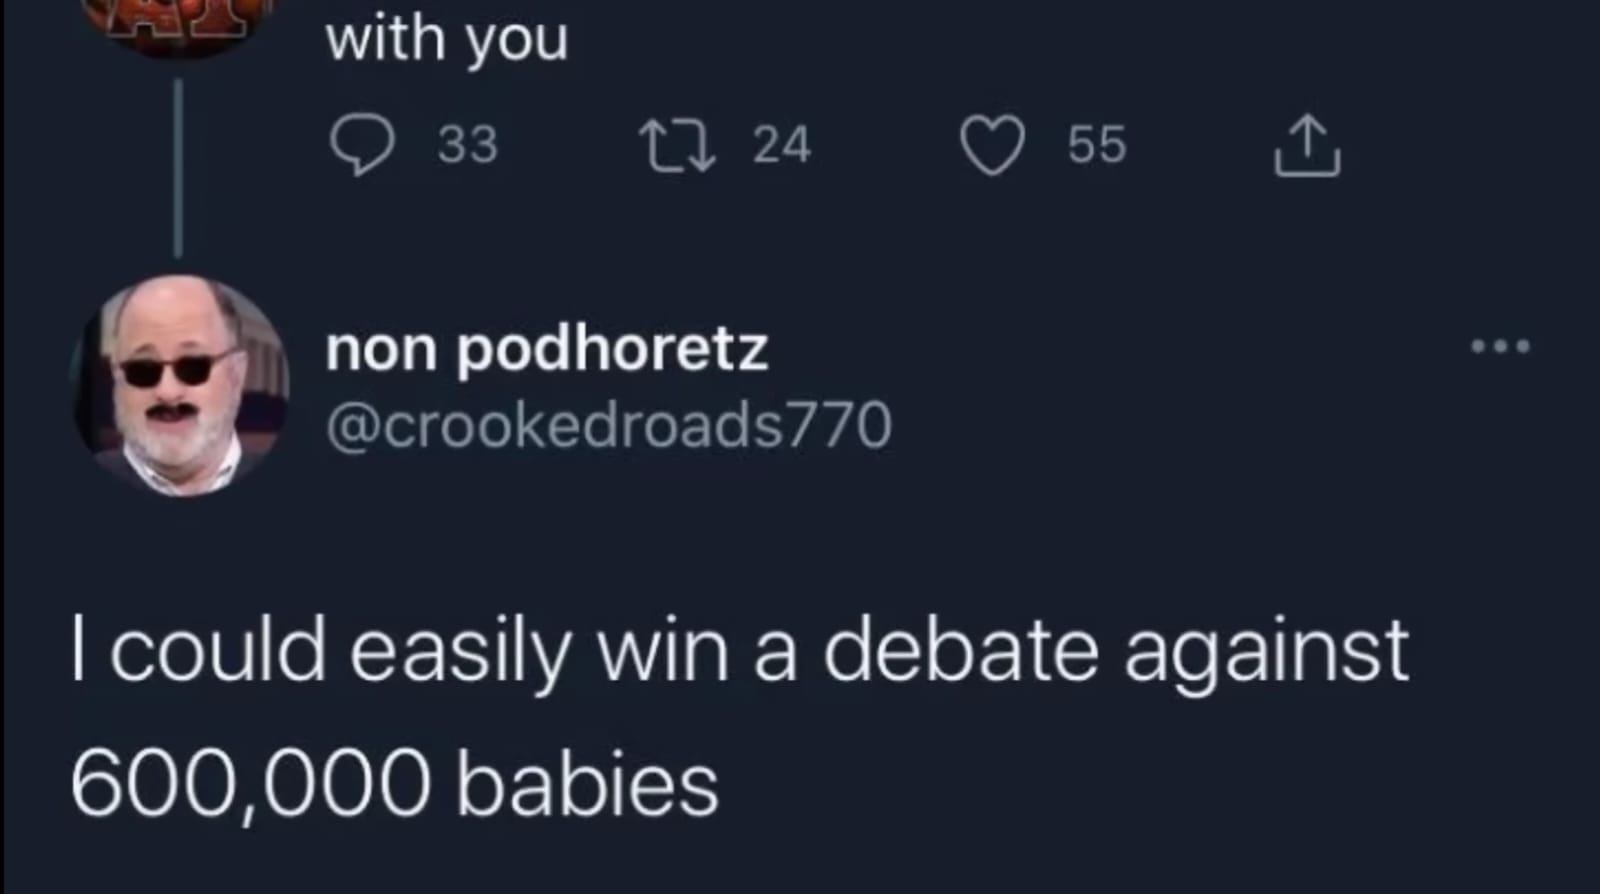 with you
33 24 55
non podhoretz
@crookedroads770
I could easily win a debate against
600,000 babies